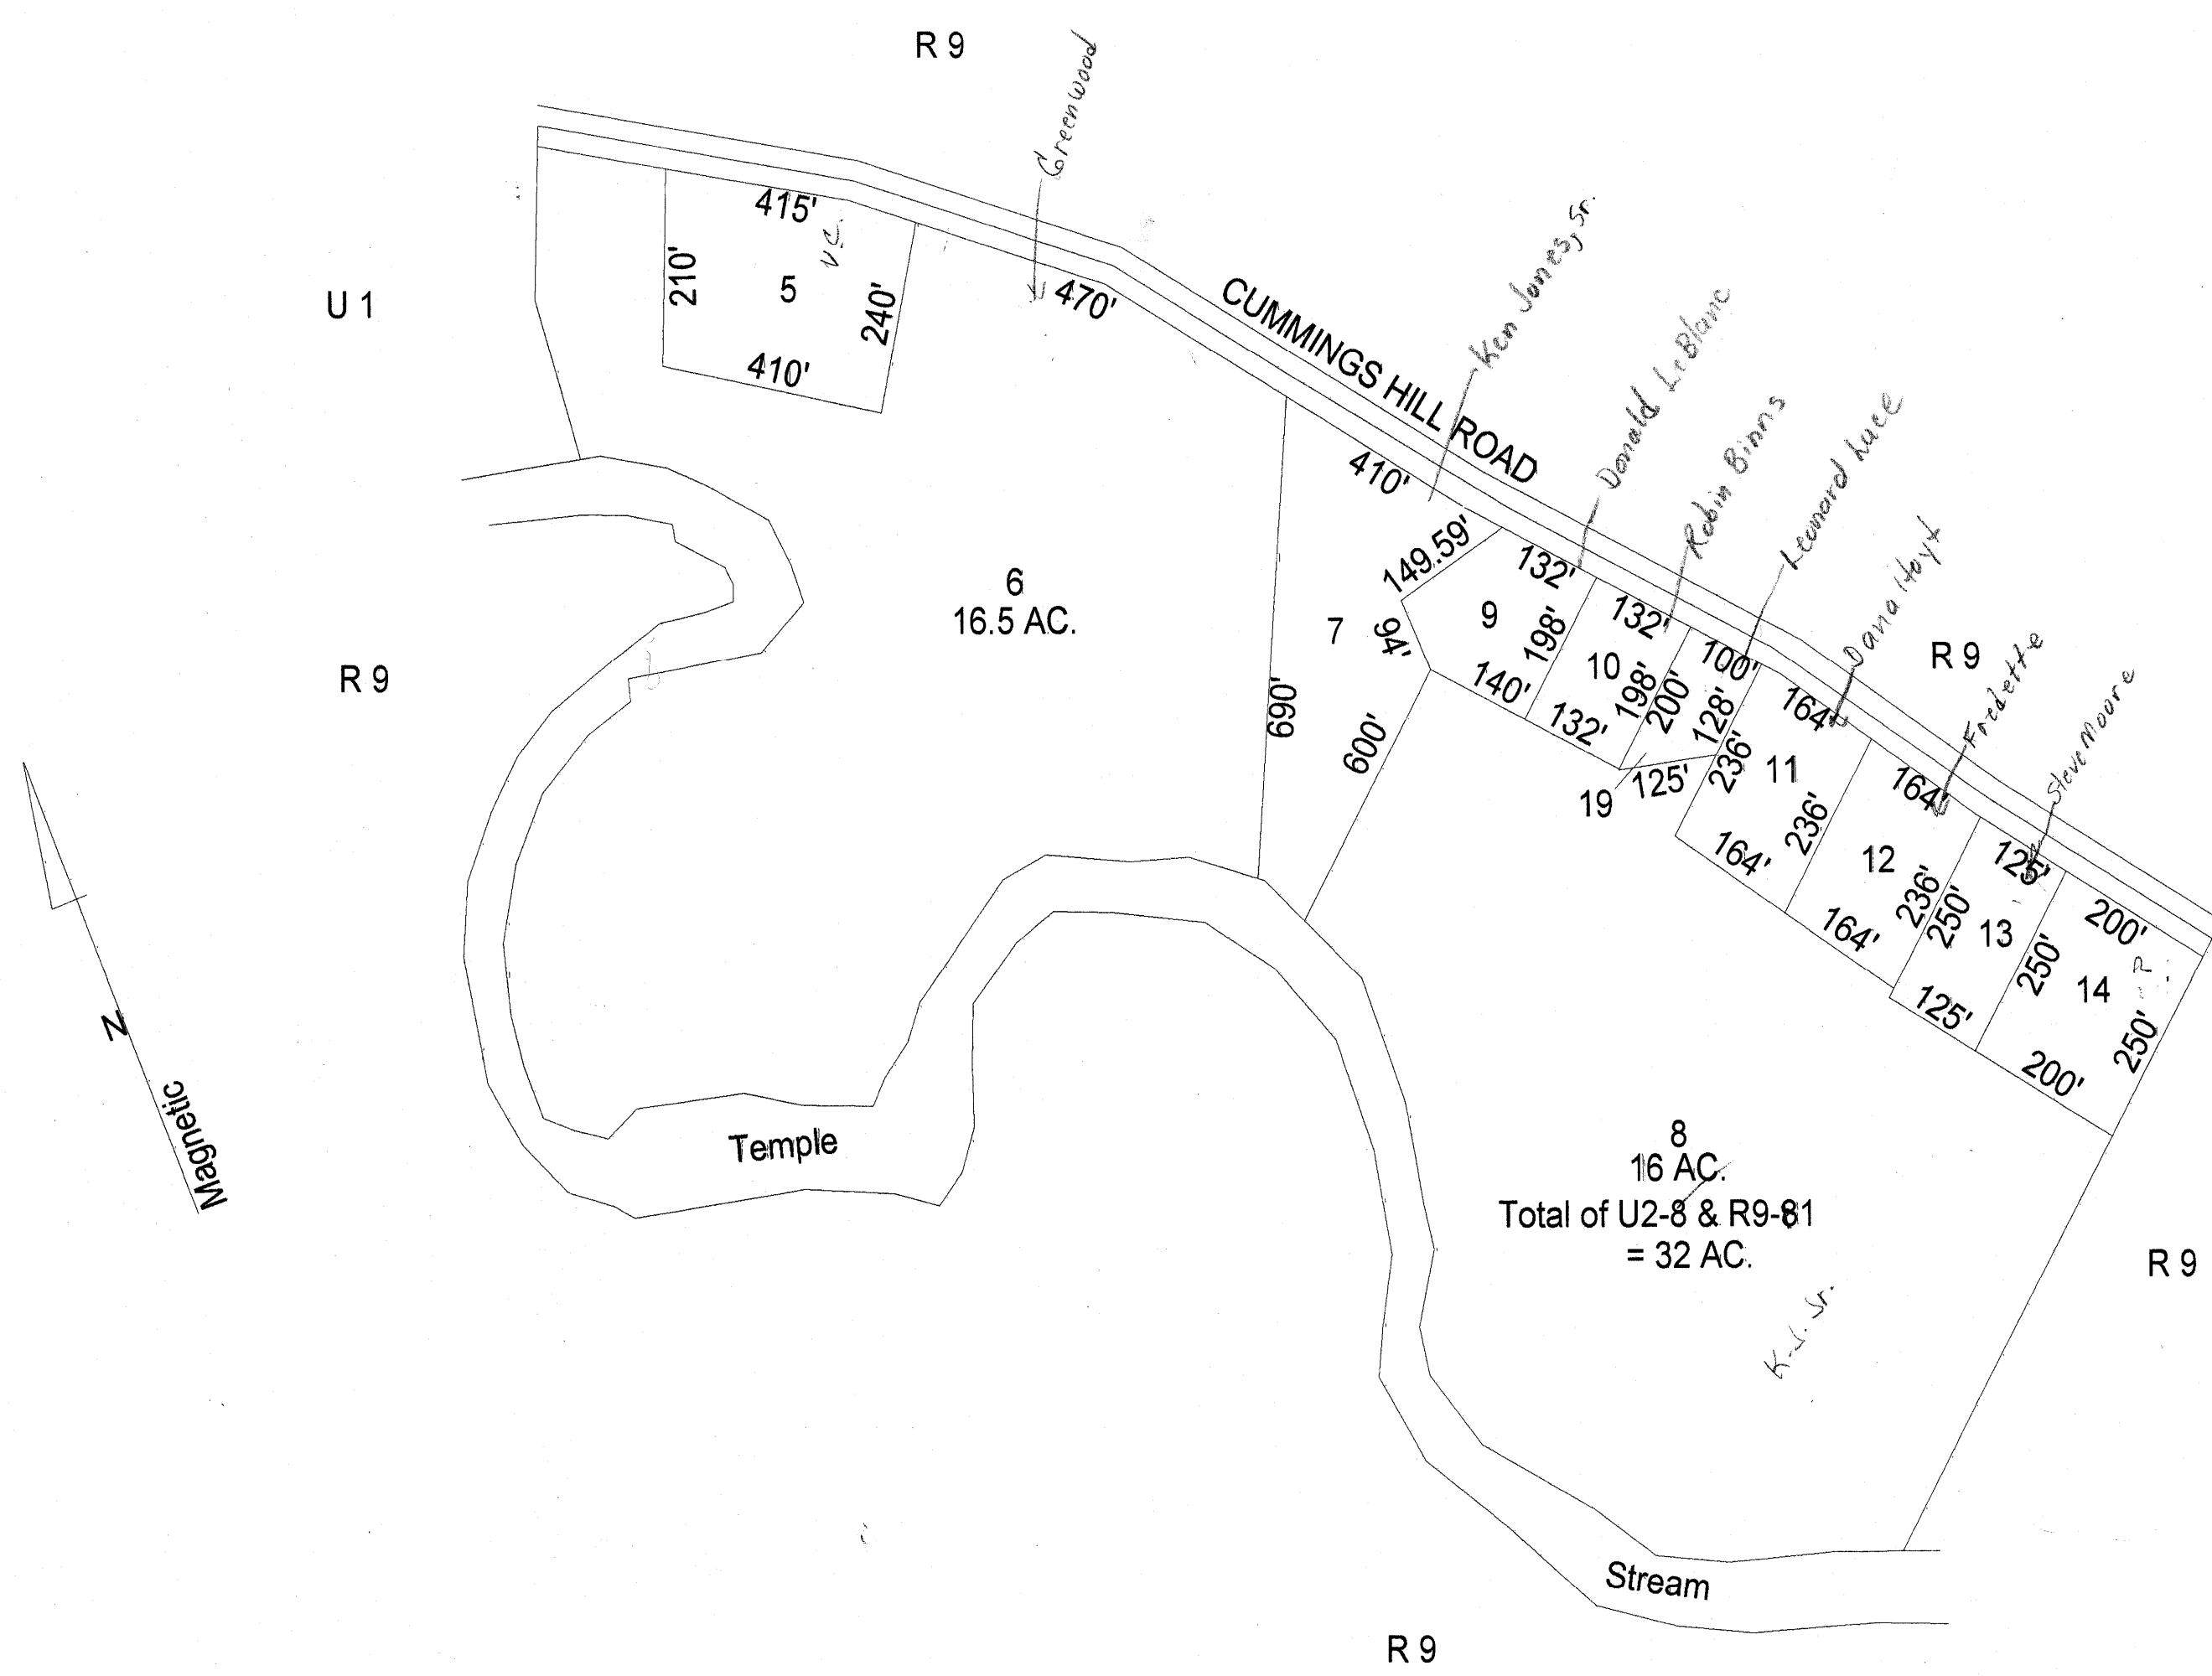 R 9
Greenwood
415'
V C.
210'
5
240'
410'
470'
U 1
CUMMINGS HILL ROAD
Ken Jones, Sr.
Donald LeBlanc
Robin Binns
Leonard Luce
Dana Hoyt
R 9
Steve Moore
410'
149.59'
132'
132'
100'
164'
164'
125'
200'
6
16.5 AC.
7
94'
9
198'
140'
10
198'
132'
200'
128'
19
125'
236'
11
236'
164'
12
236'
164'
250'
13
250'
125'
14
250'
200'
R 9
690'
600'
N
Magnetic
Temple
8
16 AC.
Total of U2-8 & R9-81
= 32 AC.
K.J. Sr.
R 9
Stream
R 9